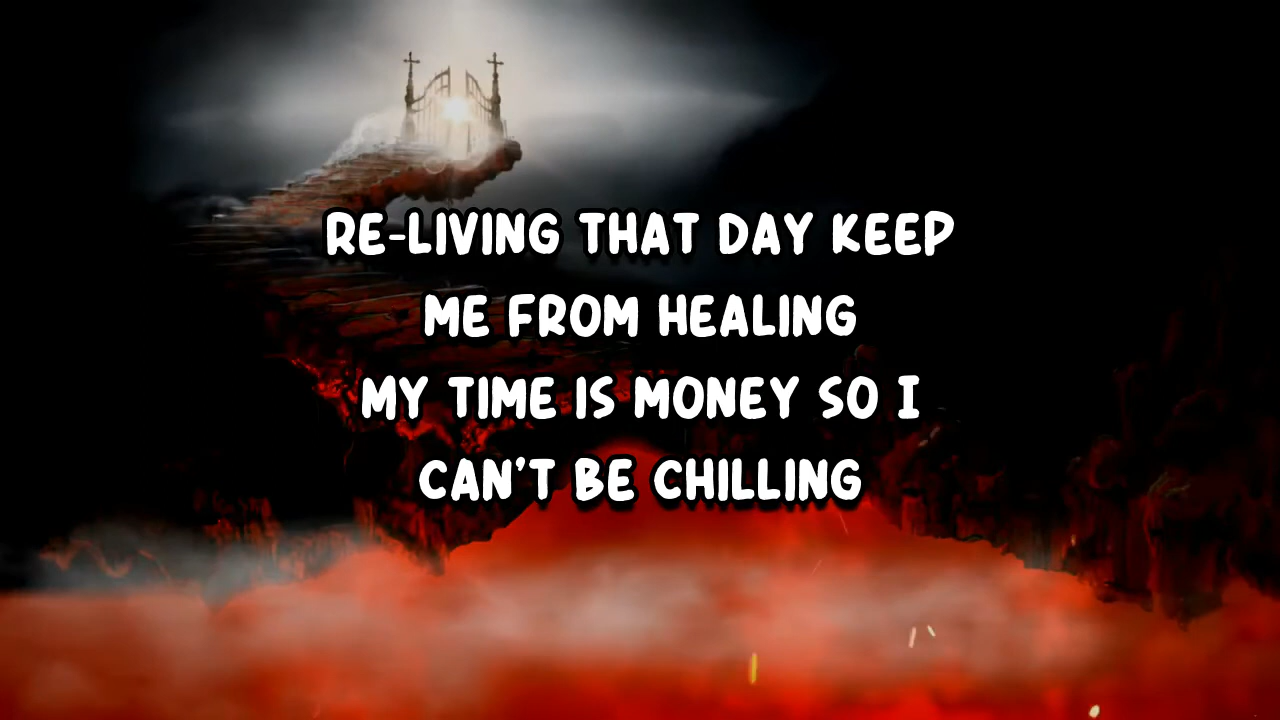 RE-LIVING THAT DAY KEEP
ME FROM HEALING
MY TIME IS MONEY SO I
CAN'T BE CHILLING